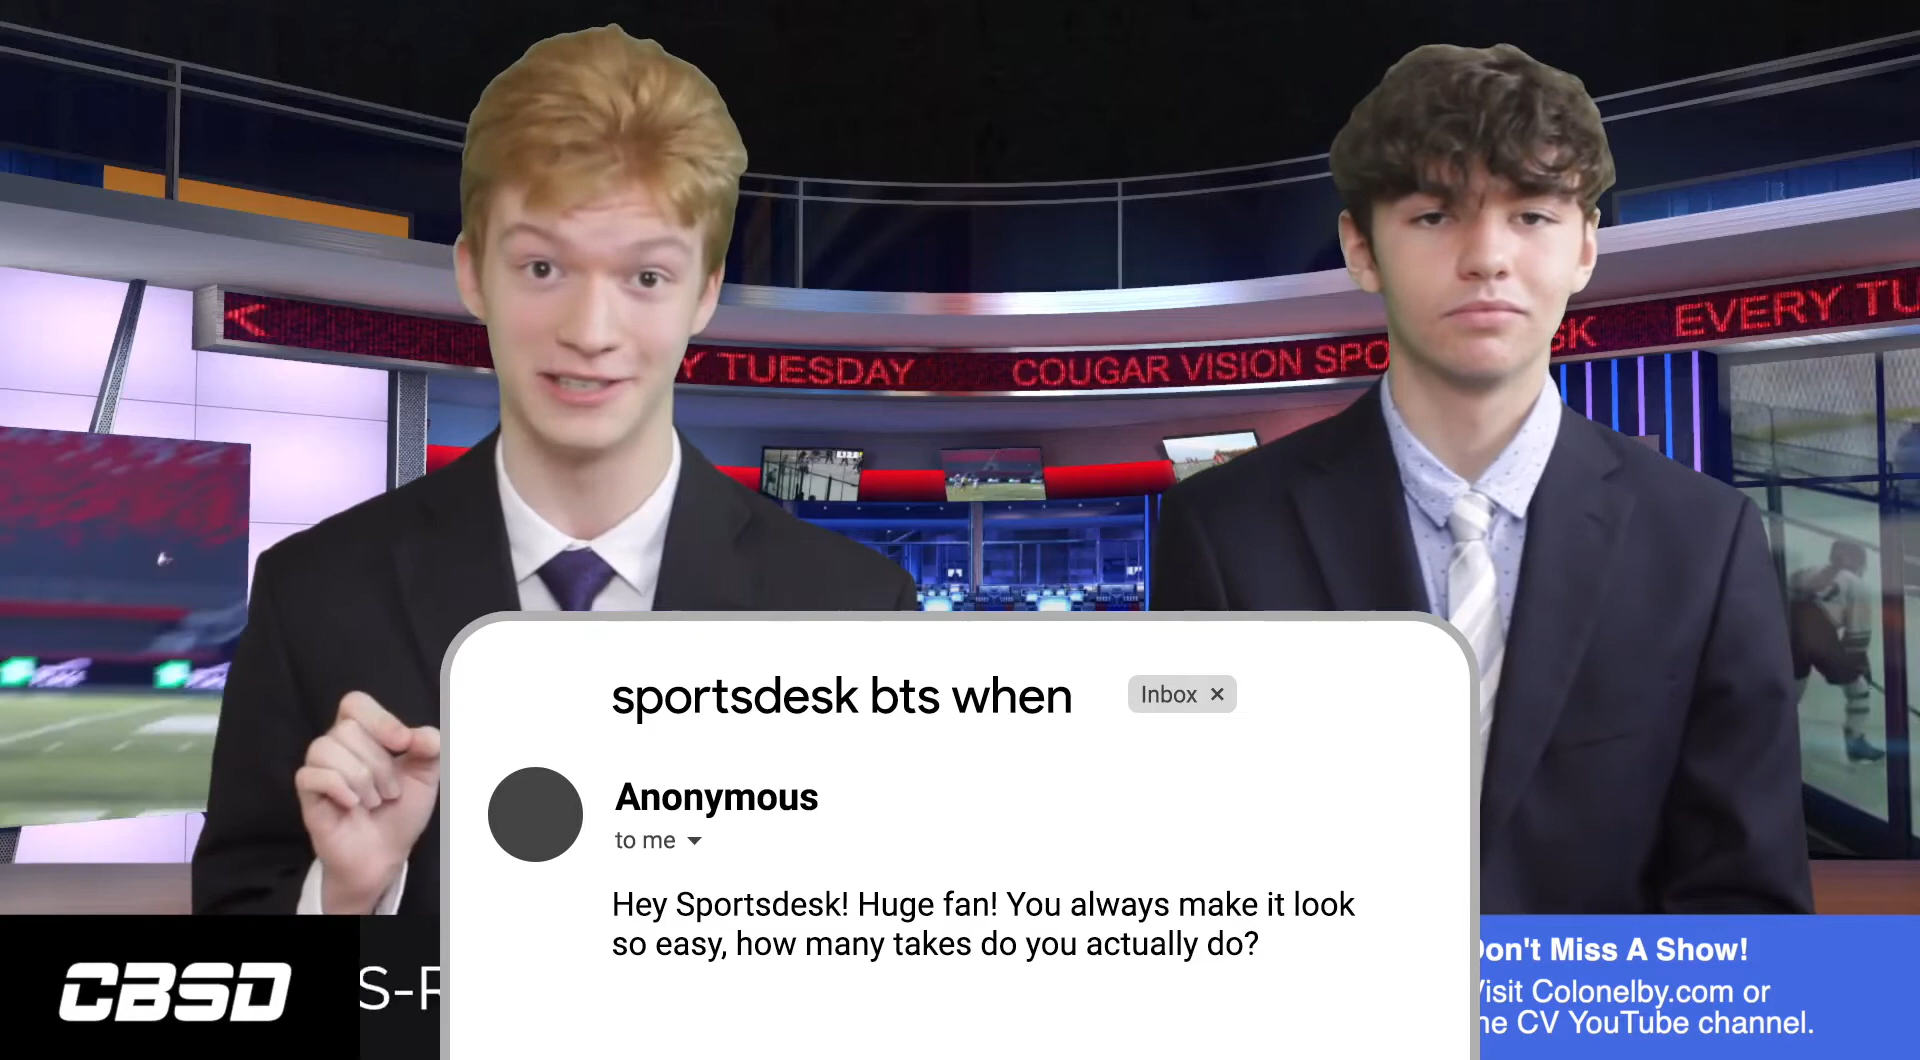 Y TUESDAY COUGAR VISION SPO SK EVERY TU
sportsdesk bts when
Inbox ×
Anonymous
to me
Hey Sportsdesk! Huge fan! You always make it look
so easy, how many takes do you actually do?
CBSD
S-F
on't Miss A Show!
isit Colonelby.com or
he CV YouTube channel.